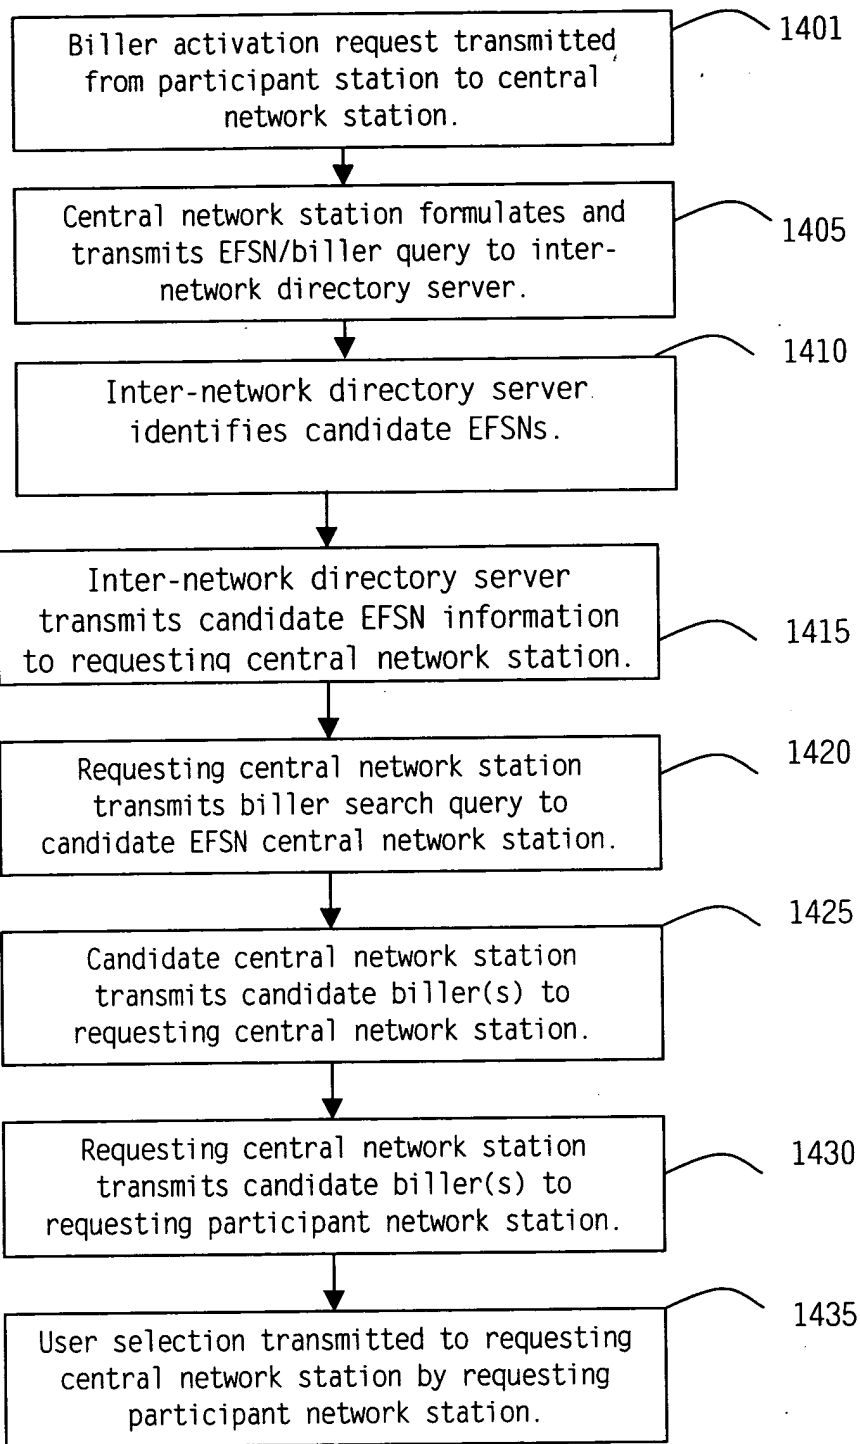 Biller activation request transmitted
from participant station to central
network station.
1401
Central network station formulates and
transmits EFSN/biller query to inter-
network directory server.
1405
Inter-network directory server
identifies candidate EFSNs.
1410
Inter-network directory server
transmits candidate EFSN information
to requesting central network station.
1415
Requesting central network station
transmits biller search query to
candidate EFSN central network station.
1420
Candidate central network station
transmits candidate biller(s) to
requesting central network station.
1425
Requesting central network station
transmits candidate biller(s) to
requesting participant network station.
1430
User selection transmitted to requesting
central network station by requesting
participant network station.
1435